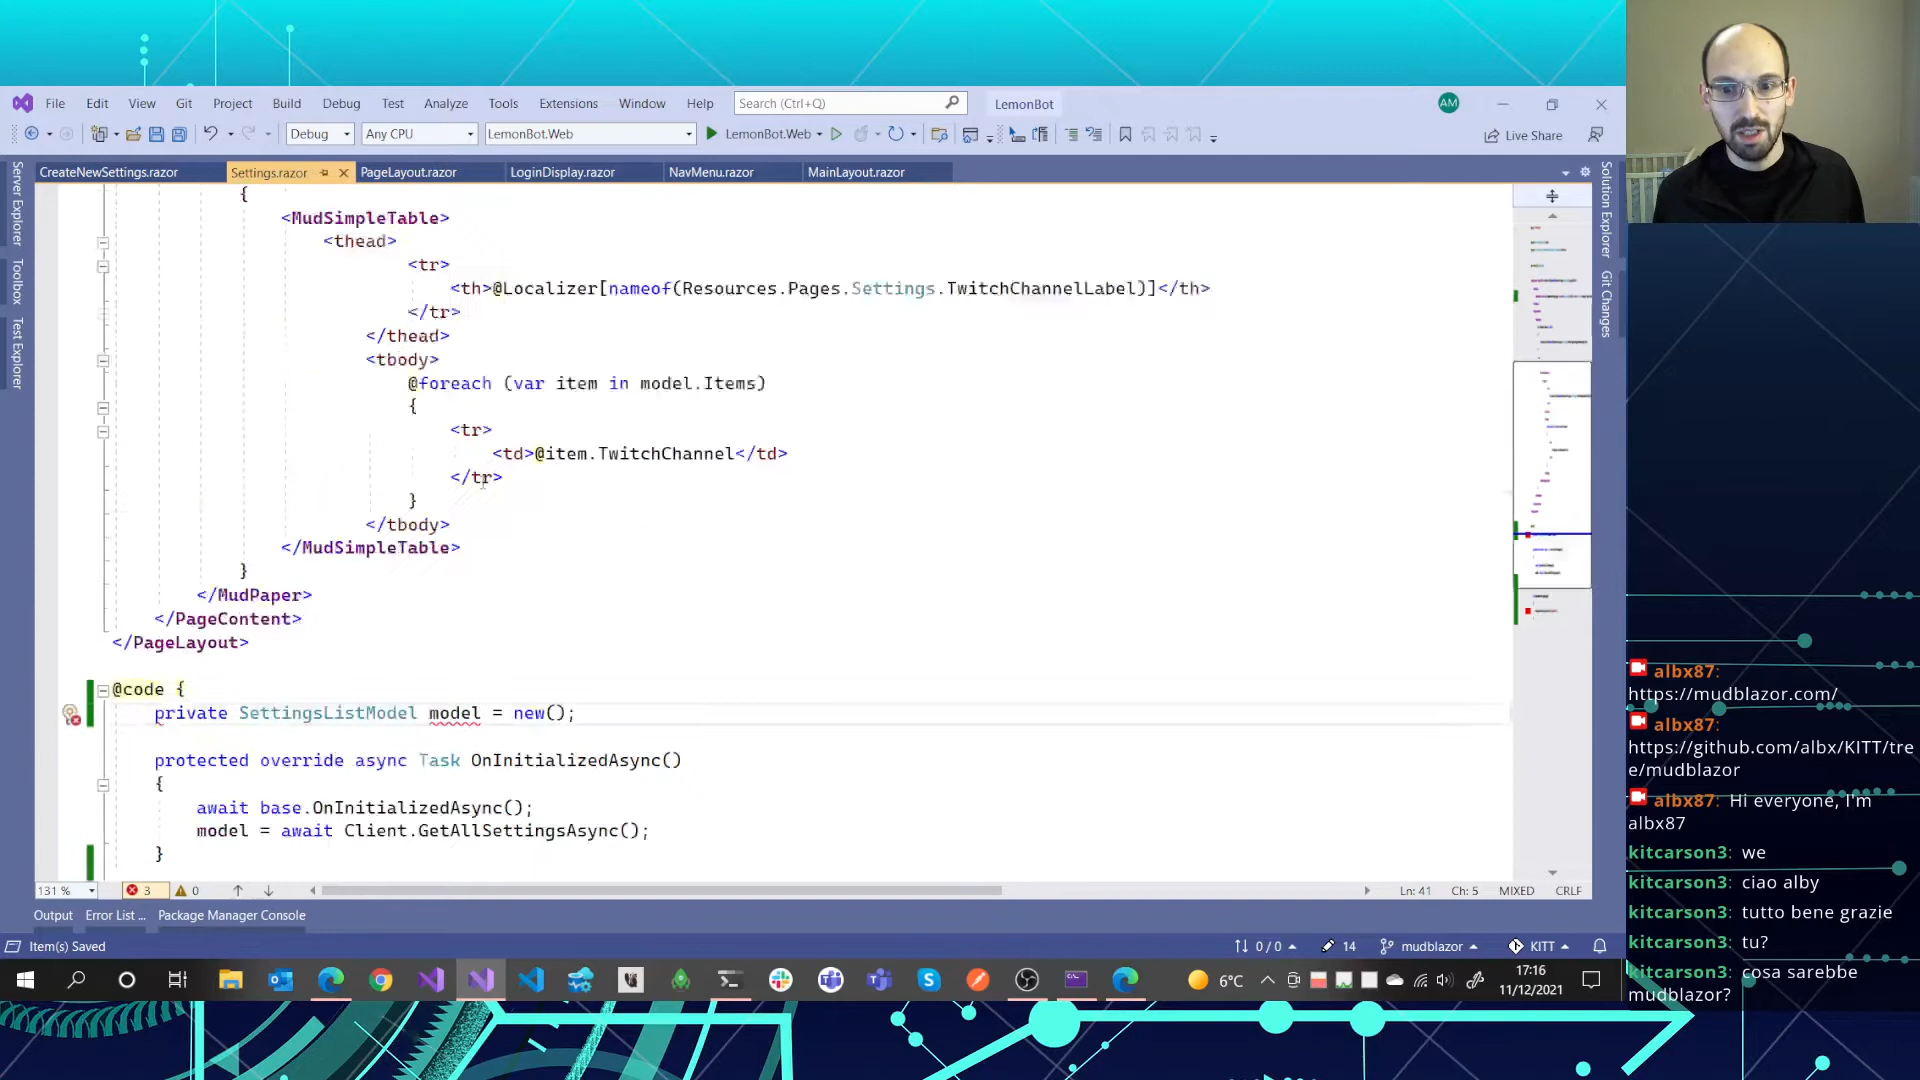 File Edit View Git Project Build Debug Test Analyze Tools Extensions Window Help Search (Ctrl+Q) LemonBot AM
Debug Any CPU LemonBot.Web LemonBot.Web Live Share
CreateNewSettings.razor Settings.razor PageLayout.razor LoginDisplay.razor NavMenu.razor MainLayout.razor
Server Explorer
Toolbox
Test Explorer
{
<MudSimpleTable>
<thead>
<tr>
<th>@Localizer[nameof(Resources.Pages.Settings.TwitchChannelLabel)]</th>
</tr>
</thead>
<tbody>
@foreach (var item in model.Items)
{
<tr>
<td>@item.TwitchChannel</td>
</tr>
}
</tbody>
</MudSimpleTable>
}
</MudPaper>
</PageContent>
</PageLayout>
@code {
private SettingsListModel model = new();
protected override async Task OnInitializedAsync()
{
await base.OnInitializedAsync();
model = await Client.GetAllSettingsAsync();
}
Solution Explorer
Git Changes
131 % 3 0 Ln: 41 Ch: 5 MIXED CRLF
Output Error List ... Package Manager Console
Item(s) Saved 0 / 0 14 mudblazor KITT
6°C 17:16
11/12/2021
albx87:
https://mudblazor.com/
albx87:
https://github.com/albx/KITT/tre
e/mudblazor
albx87: Hi everyone, I'm
albx87
kitcarson3: we
kitcarson3: ciao alby
kitcarson3: tutto bene grazie
kitcarson3: tu?
kitcarson3: cosa sarebbe
mudblazor?